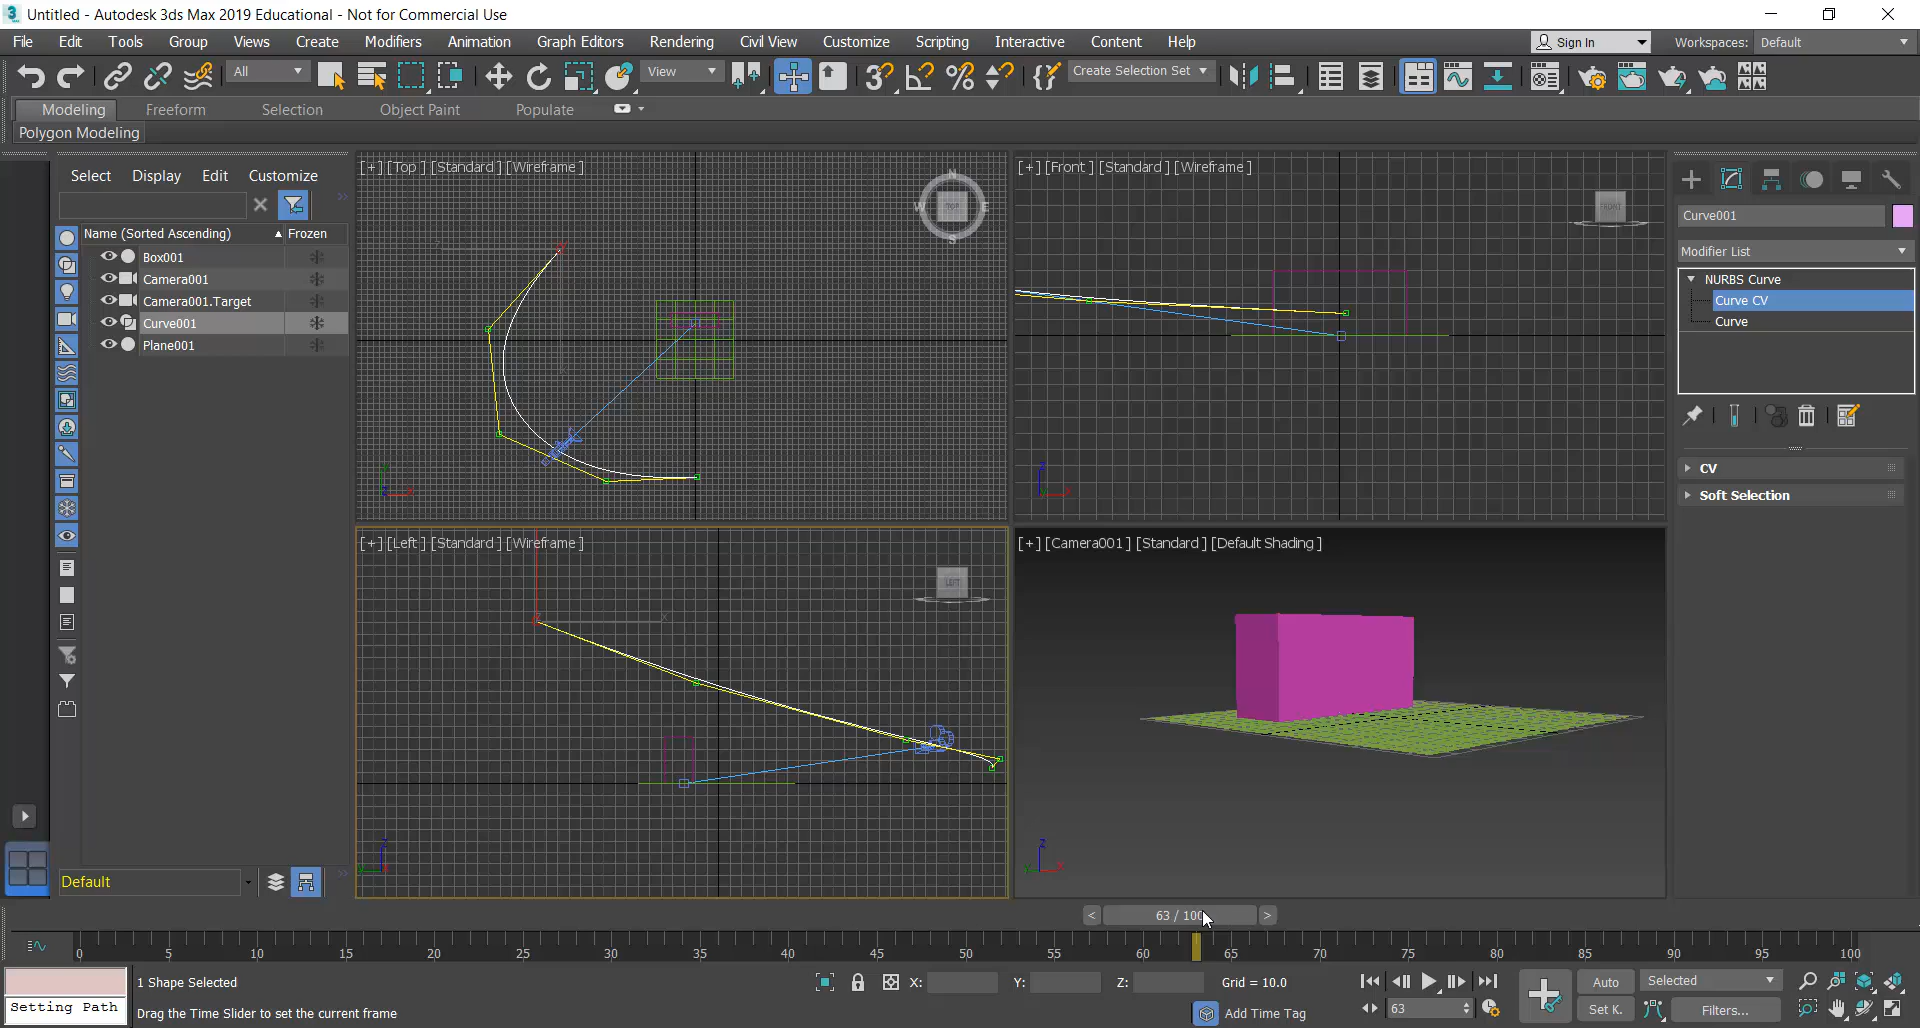 Untitled - Autodesk 3ds Max 2019 Educational - Not for Commercial Use
File Edit Tools Group Views Create Modifiers Animation Graph Editors Rendering Civil View Customize Scripting Interactive Content Help
Sign In Workspaces: Default
All View Create Selection Set
Modeling Freeform Selection Object Paint Populate
Polygon Modeling
Select Display Edit Customize
Name (Sorted Ascending) Frozen
Box001
Camera001
Camera001.Target
Curve001
Plane001
Default
[+] [Top ] [Standard ] [Wireframe ]
N
W TOP E
S
[+] [Front ] [Standard ] [Wireframe ]
FRONT
[+] [Left ] [Standard ] [Wireframe ]
LEFT
[+] [Camera001 ] [Standard ] [Default Shading ]
Curve001
Modifier List
NURBS Curve
Curve CV
Curve
CV
Soft Selection
< 63 / 100 >
0 5 10 15 20 25 30 35 40 45 50 55 60 65 70 75 80 85 90 95 100
1 Shape Selected
X: Y: Z: Grid = 10.0
Auto Selected
Setting Path
Drag the Time Slider to set the current frame
Add Time Tag
63
Set K. Filters...